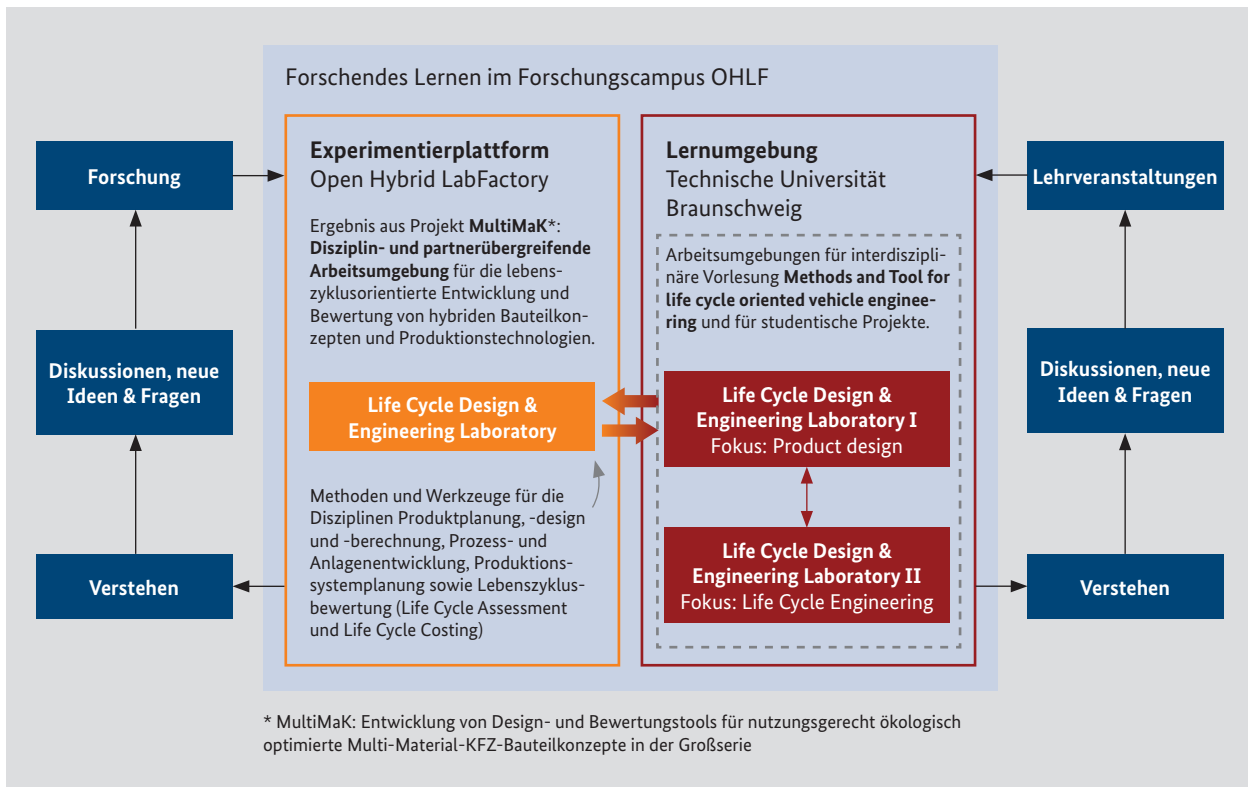 Forschendes Lernen im Forschungscampus OHLF
Forschung
Diskussionen, neue
Ideen & Fragen
Verstehen
Experimentierplattform
Open Hybrid LabFactory
Ergebnis aus Projekt MultiMaK*:
Disziplin- und partnerübergreifende
Arbeitsumgebung für die lebens-
zyklusorientierte Entwicklung und
Bewertung von hybriden Bauteilkon-
zepten und Produktionstechnologien.
Life Cycle Design &
Engineering Laboratory
Methoden und Werkzeuge für die
Disziplinen Produktplanung, -design
und -berechnung, Prozess- und
Anlagenentwicklung, Produktions-
systemplanung sowie Lebenszyklus-
bewertung (Life Cycle Assessment
und Life Cycle Costing)
Lernumgebung
Technische Universität
Braunschweig
Arbeitsumgebungen für interdiszipli-
näre Vorlesung Methods and Tool for
life cycle oriented vehicle enginee-
ring und für studentische Projekte.
Life Cycle Design &
Engineering Laboratory I
Fokus: Product design
Life Cycle Design &
Engineering Laboratory II
Fokus: Life Cycle Engineering
Lehrveranstaltungen
Diskussionen, neue
Ideen & Fragen
Verstehen
* MultiMaK: Entwicklung von Design- und Bewertungstools für nutzungsgerecht ökologisch
optimierte Multi-Material-KFZ-Bauteilkonzepte in der Großserie